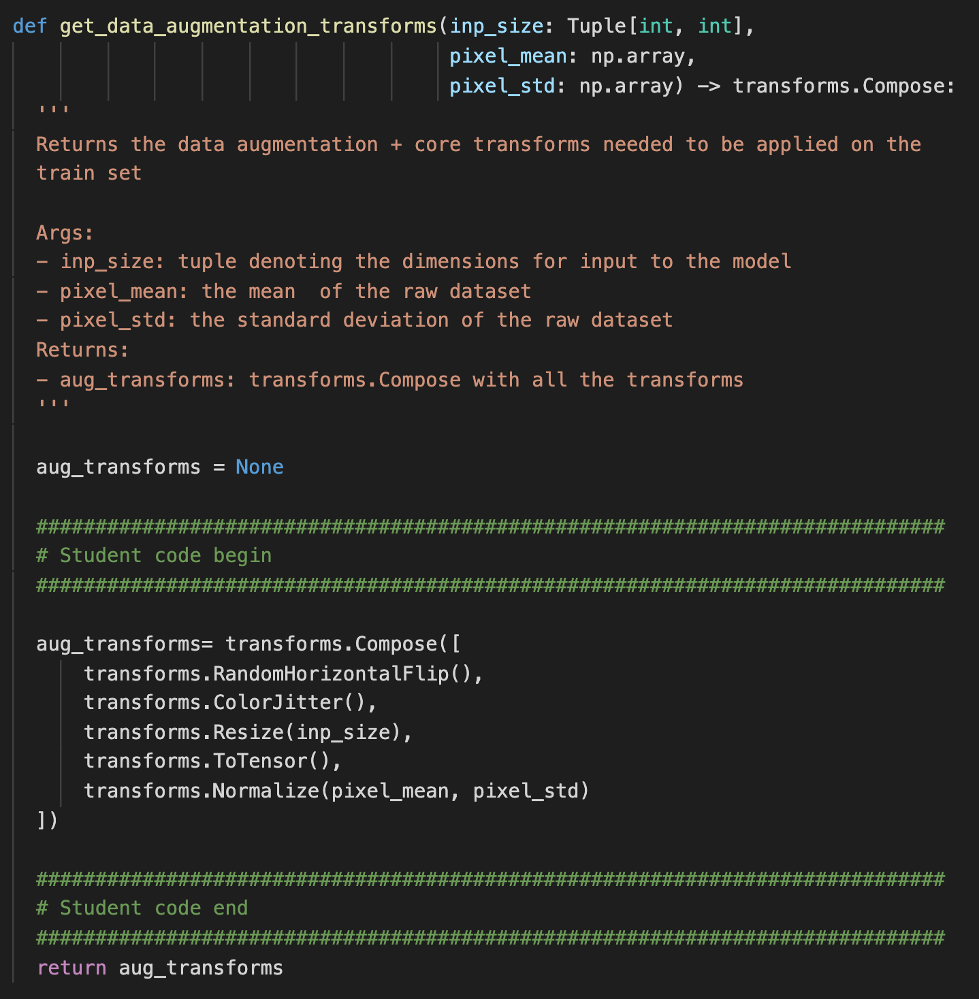 def get_data_augmentation_transforms(inp_size: Tuple[int, int],
pixel_mean: np.array,
pixel_std: np.array) -> transforms.Compose:
'''
Returns the data augmentation + core transforms needed to be applied on the
train set
Args:
- inp_size: tuple denoting the dimensions for input to the model
- pixel_mean: the mean  of the raw dataset
- pixel_std: the standard deviation of the raw dataset
Returns:
- aug_transforms: transforms.Compose with all the transforms
'''
aug_transforms = None
#############################################################################
# Student code begin
#############################################################################
aug_transforms= transforms.Compose([
transforms.RandomHorizontalFlip(),
transforms.ColorJitter(),
transforms.Resize(inp_size),
transforms.ToTensor(),
transforms.Normalize(pixel_mean, pixel_std)
])
#############################################################################
# Student code end
#############################################################################
return aug_transforms